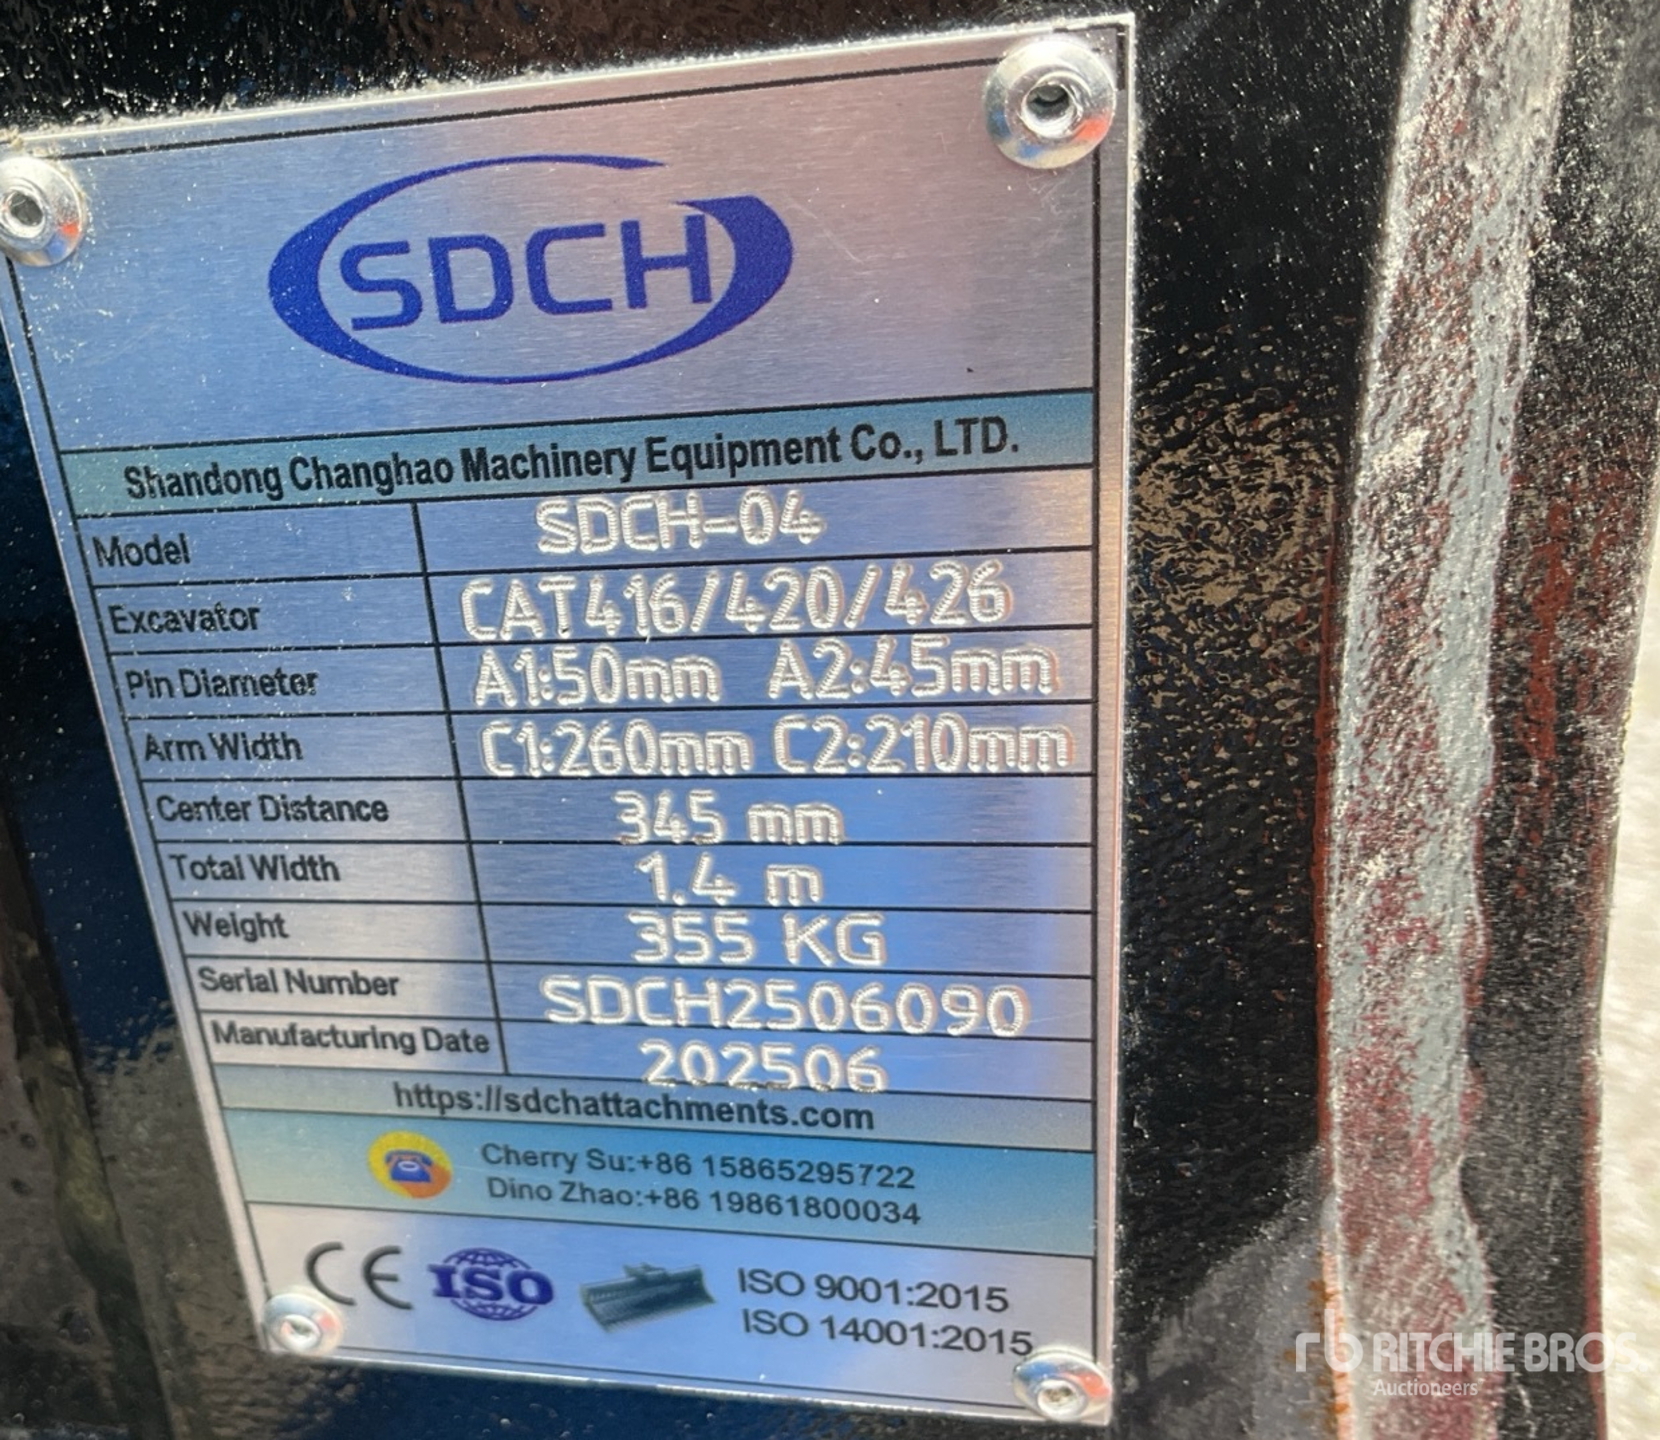 SDCH
Shandong Changhao Machinery Equipment Co., LTD.
Model SDCH-04
Excavator CAT416/420/426
Pin Diameter A1:50mm A2:45mm
Arm Width C1:260mm C2:210mm
Center Distance 345 mm
Total Width 1.4 m
Weight 355 KG
Serial Number SDCH2506090
Manufacturing Date 202506
https://sdchattachments.com
Cherry Su:+86 15865295722
Dino Zhao:+86 19861800034
CE ISO ISO 9001:2015
ISO 14001:2015
rb RITCHIE BROS.
Auctioneers